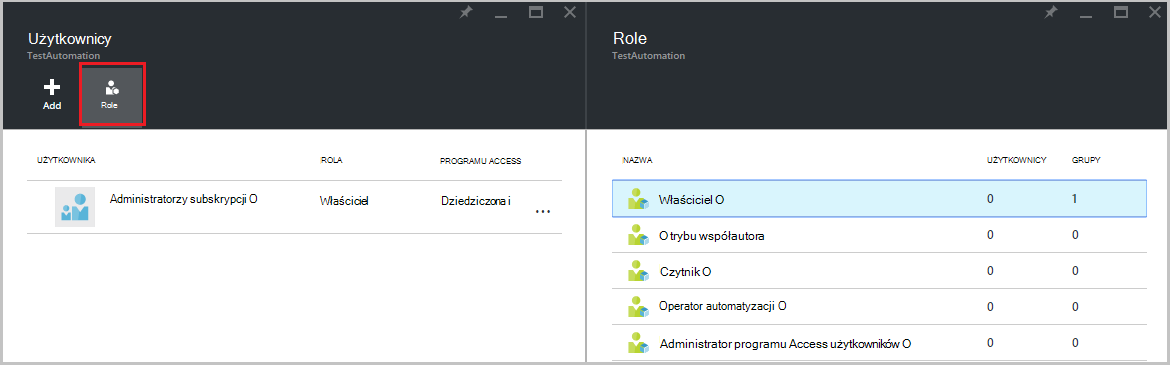 Użytkownicy
TestAutomation
Add
Role
UŻYTKOWNIKA ROLA PROGRAMU ACCESS
Administratorzy subskrypcji O Właściciel Dziedziczona i ...
Role
TestAutomation
NAZWA UŻYTKOWNICY GRUPY
Właściciel O 0 1
O trybu współautora 0 0
Czytnik O 0 0
Operator automatyzacji O 0 0
Administrator programu Access użytkowników O 0 0